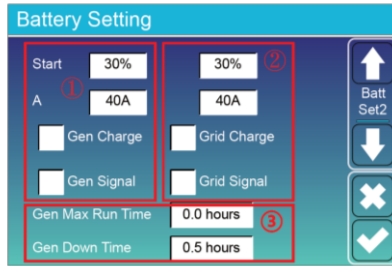 Battery Setting
Start 30% 30% ②
① A 40A 40A
Gen Charge Grid Charge
Gen Signal Grid Signal
Gen Max Run Time 0.0 hours ③
Gen Down Time 0.5 hours
Batt
Set2